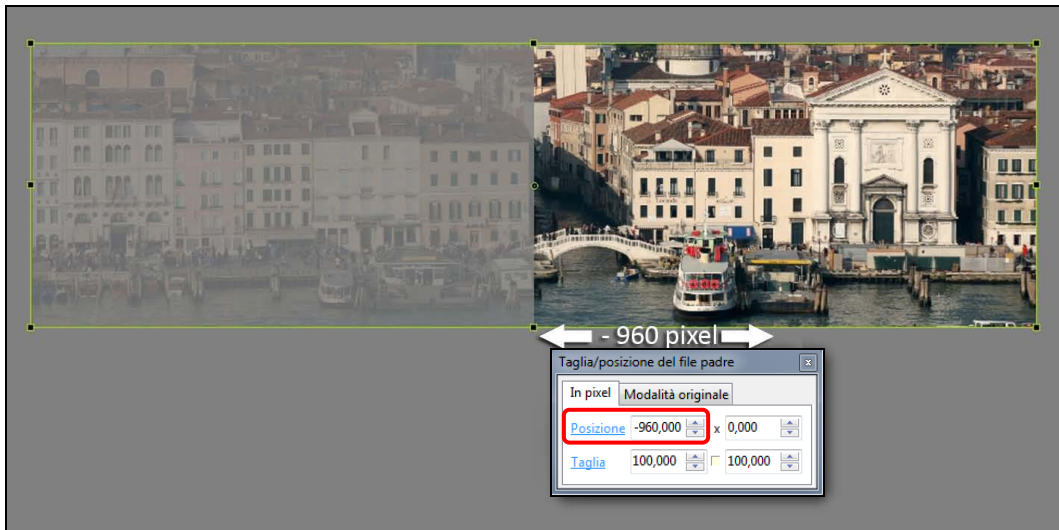 - 960 pixel
Taglia/posizione del file padre
In pixel Modalità originale
Posizione -960,000 x 0,000
Taglia 100,000 100,000